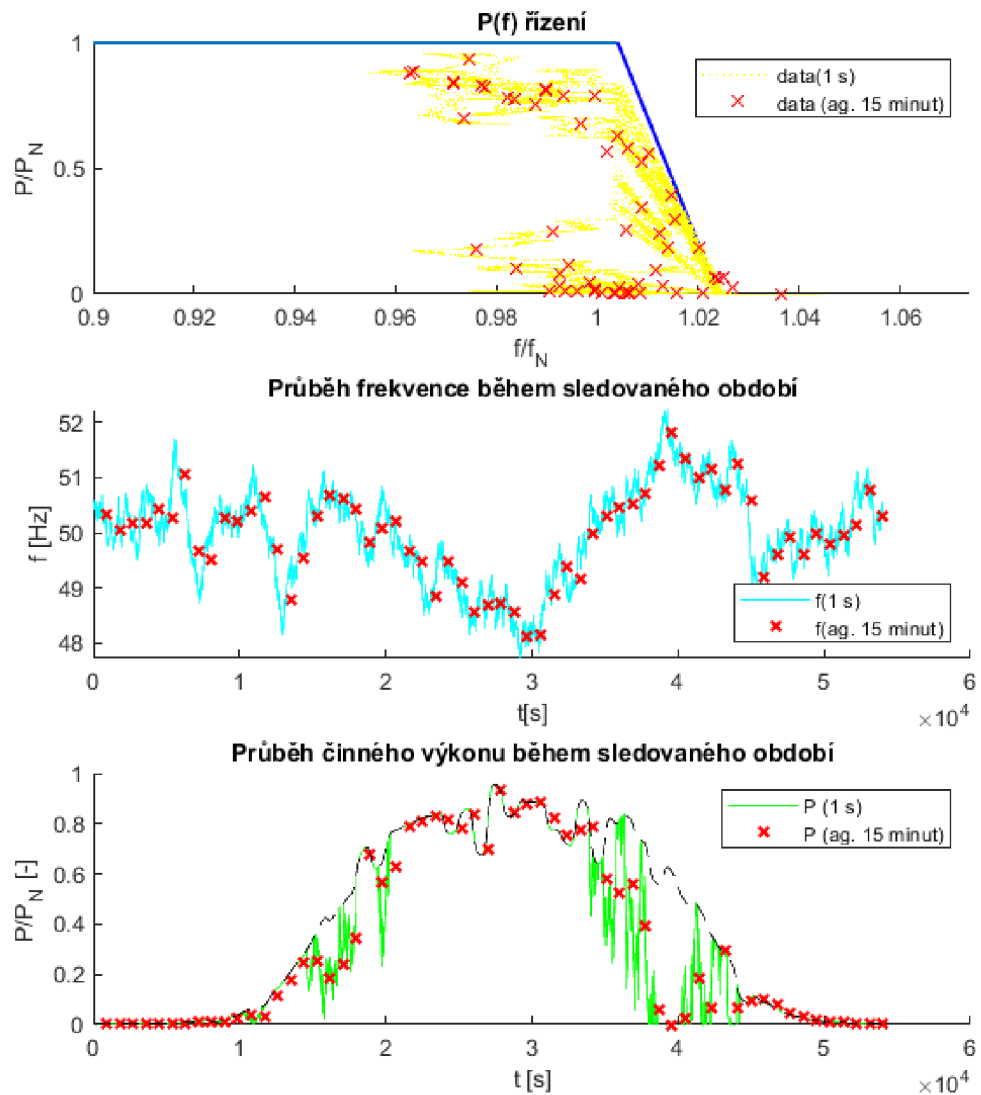 P(f) řízení
1
0.5
0
P/P_N
data(1 s)
data (ag. 15 minut)
0.9 0.92 0.94 0.96 0.98 1 1.02 1.04 1.06
f/f_N
Průběh frekvence během sledovaného období
52
51
50
49
48
f [Hz]
f(1 s)
f(ag. 15 minut)
0 1 2 3 4 5 6
t[s]
×10^4
Průběh činného výkonu během sledovaného období
1
0.8
0.6
0.4
0.2
0
P/P_N [-]
P (1 s)
P (ag. 15 minut)
0 1 2 3 4 5 6
t [s]
×10^4